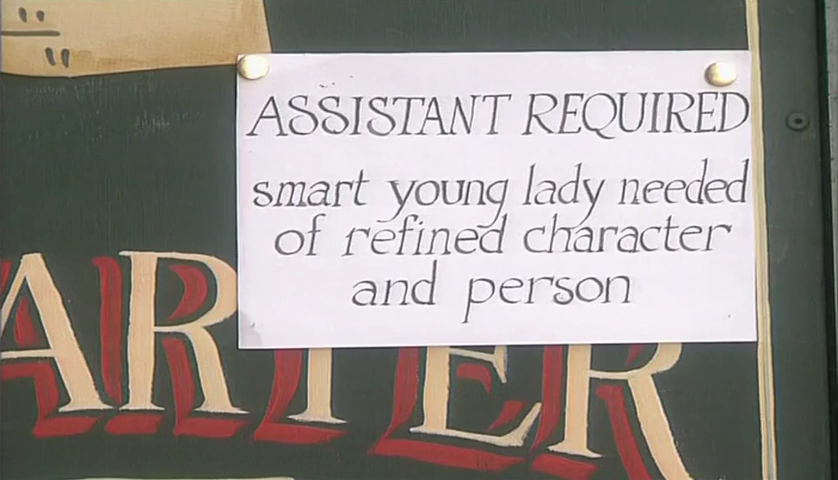 ASSISTANT REQUIRED
smart young lady needed
of refined character
and person
ARTER